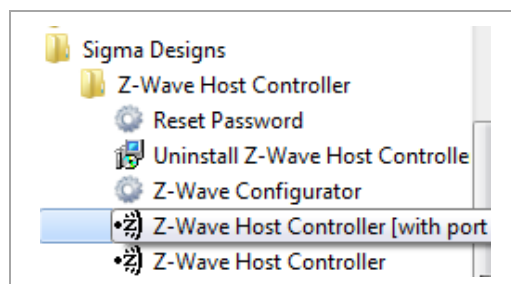 Sigma Designs
Z-Wave Host Controller
Reset Password
Uninstall Z-Wave Host Controlle
Z-Wave Configurator
Z-Wave Host Controller [with port
Z-Wave Host Controller